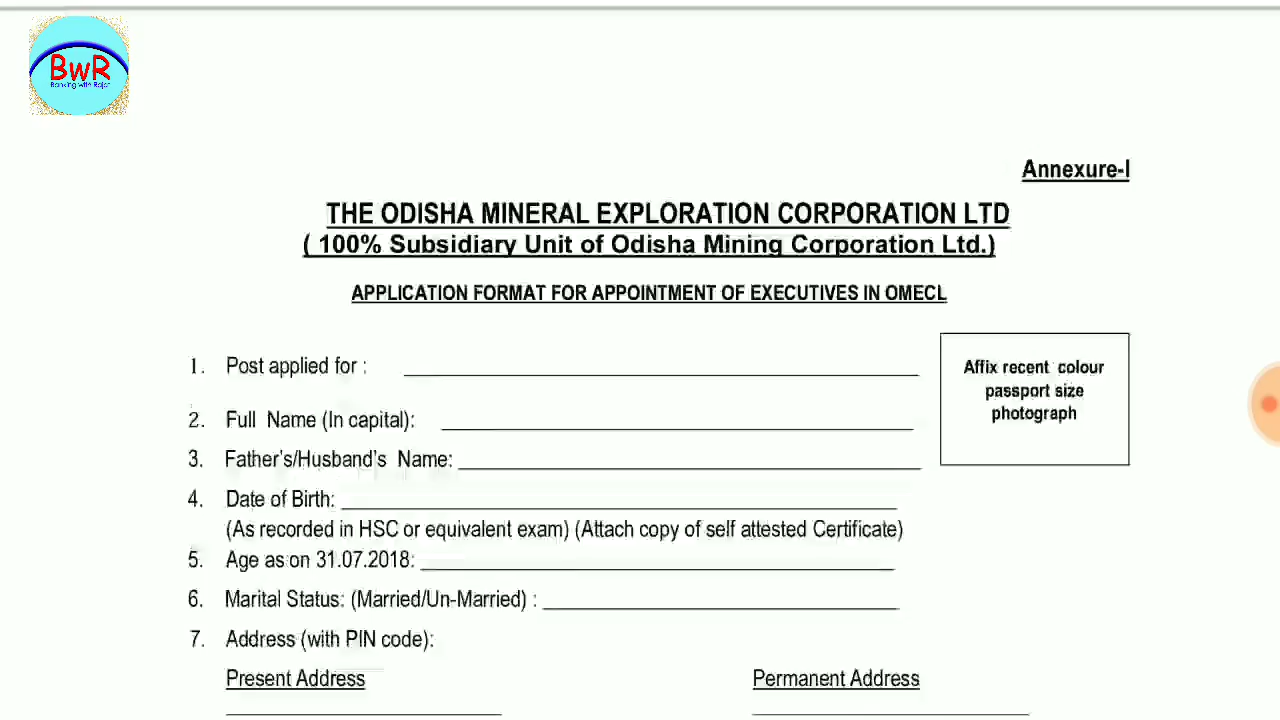 BwR
Banking with Rajat
Annexure-I
THE ODISHA MINERAL EXPLORATION CORPORATION LTD
( 100% Subsidiary Unit of Odisha Mining Corporation Ltd.)
APPLICATION FORMAT FOR APPOINTMENT OF EXECUTIVES IN OMECL
Affix recent colour
passport size
photograph
1. Post applied for :
2. Full Name (In capital):
3. Father's/Husband's Name:
4. Date of Birth:
(As recorded in HSC or equivalent exam) (Attach copy of self attested Certificate)
5. Age as on 31.07.2018:
6. Marital Status: (Married/Un-Married) :
7. Address (with PIN code):
Present Address Permanent Address